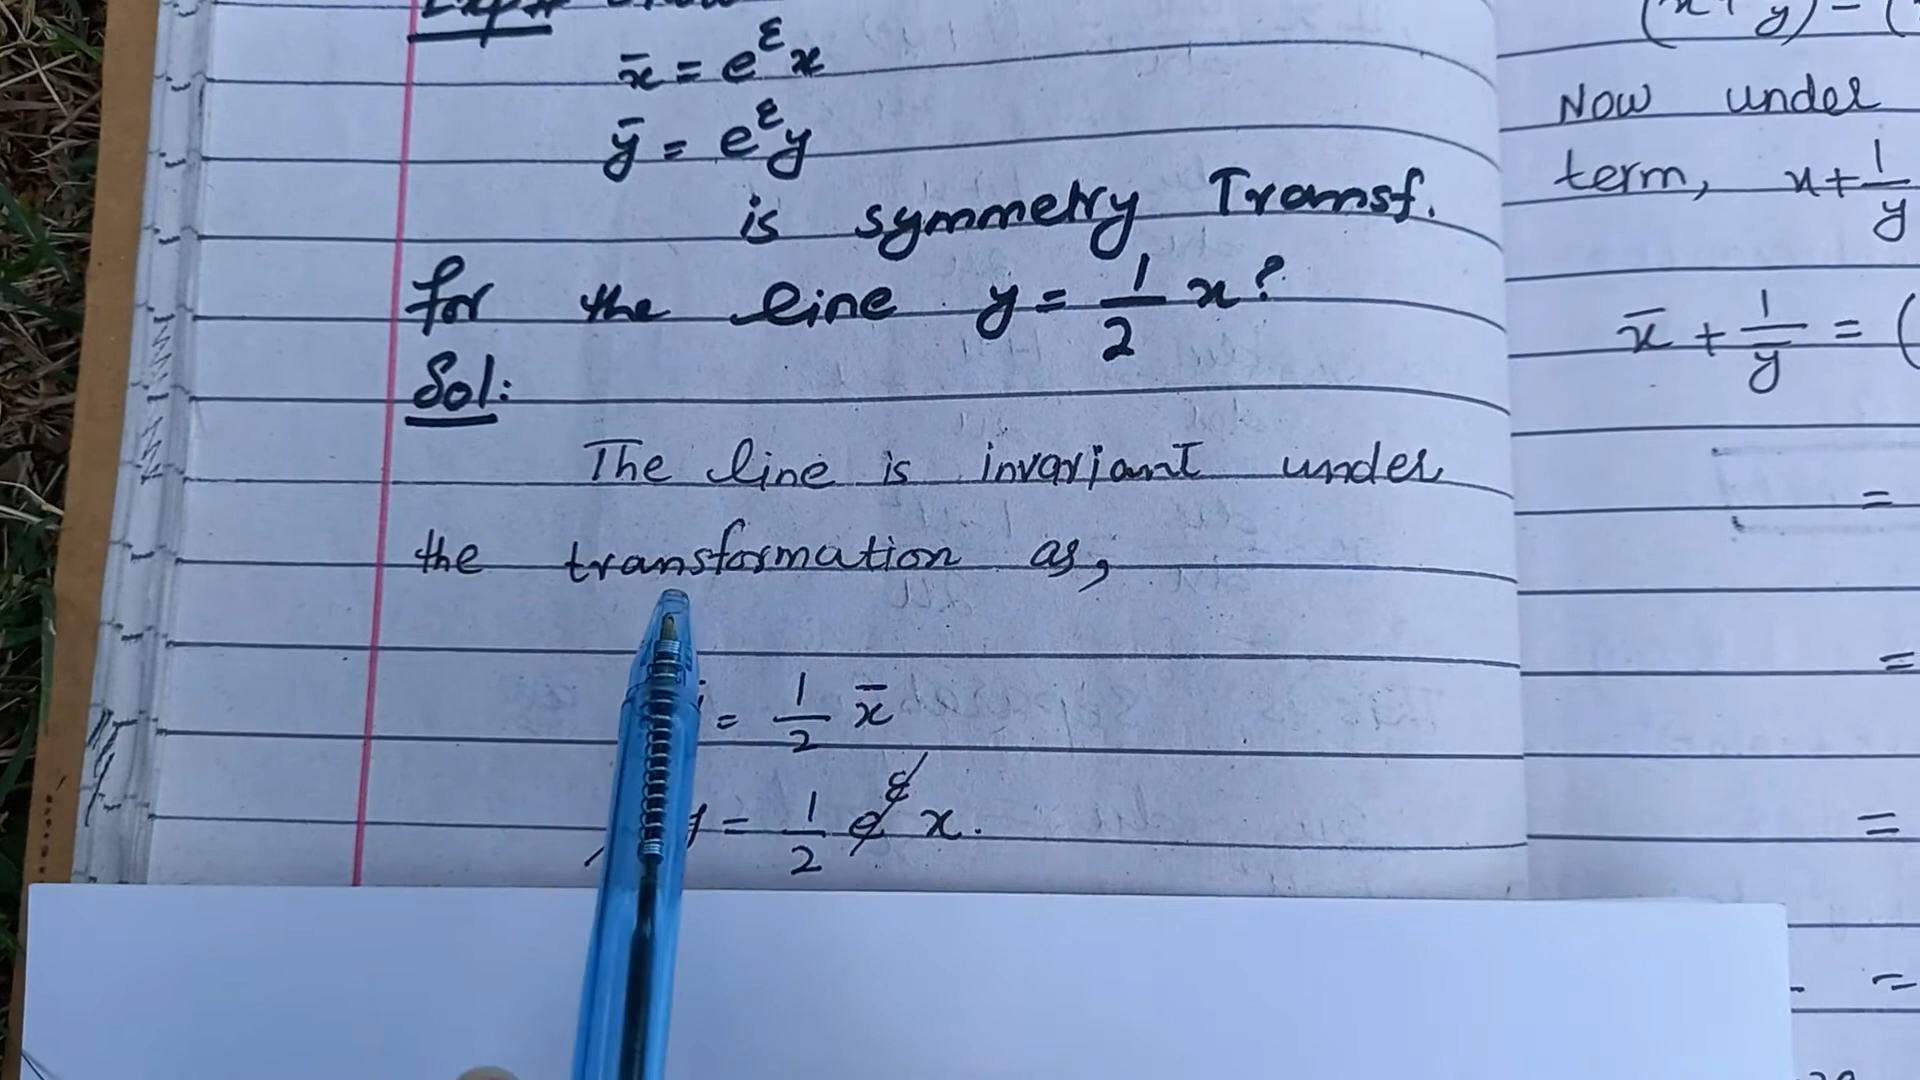 x̄ = e^ε x
ȳ = e^ε y
is symmetry Transf.
for the line y = 1/2 x?
Sol:
The line is invariant under
the transformation as,
= 1/2 x̄
= 1/2 e^ε x.
Now under
term, x + 1/y
x̄ + 1/ȳ = (
=
=
=
=